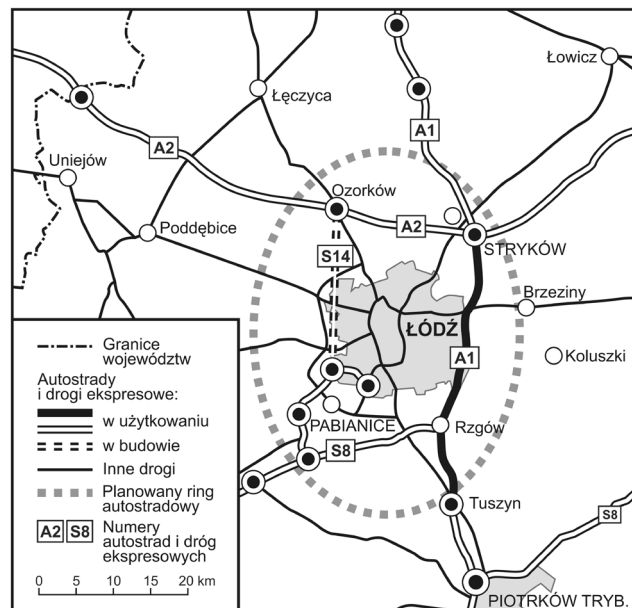 Łowicz
Łęczyca
A1
A2
Uniejów
Ozorków
Poddębice
A2
STRYKÓW
S14
Brzeziny
ŁÓDŹ
A1
Koluszki
PABIANICE
Rzgów
S8
Tuszyn
S8
PIOTRKÓW TRYB.
Granice
województw
Autostrady
i drogi ekspresowe:
w użytkowaniu
w budowie
Inne drogi
Planowany ring
autostradowy
A2 S8 Numery
autostrad i dróg
ekspresowych
0 5 10 15 20 km